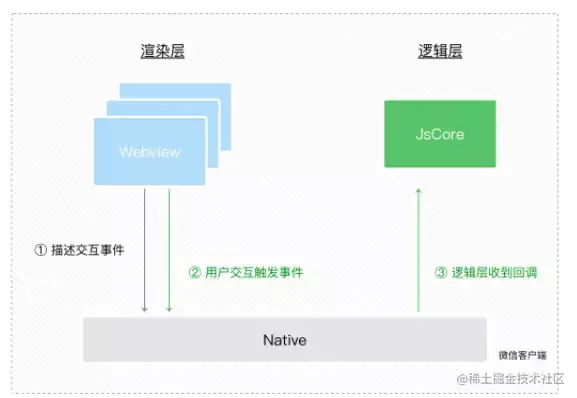 渲染层
逻辑层
Webview
JsCore
① 描述交互事件
② 用户交互触发事件
③ 逻辑层收到回调
Native
微信客户端
@稀土掘金技术社区